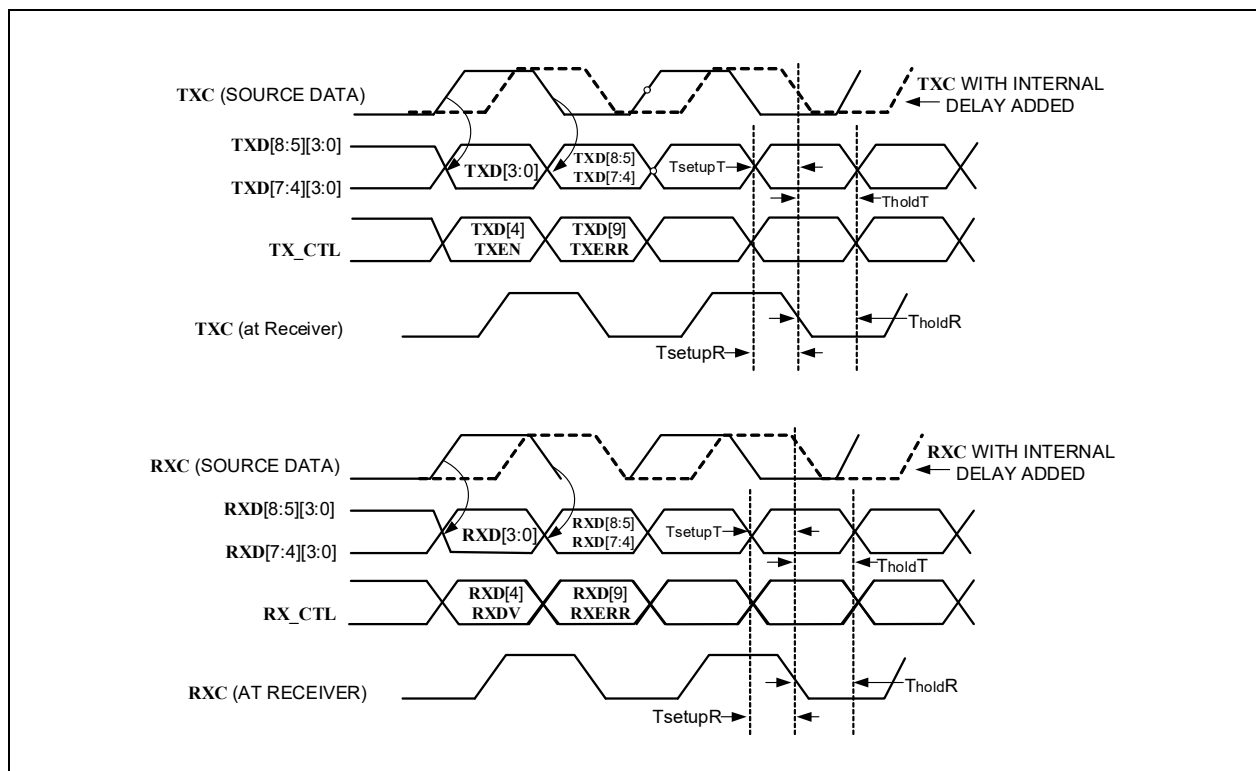 TXC (SOURCE DATA)
TXC WITH INTERNAL
DELAY ADDED
TXD[8:5][3:0]
TXD[7:4][3:0]
TXD[3:0]
TXD[8:5]
TXD[7:4]
TsetupT
TholdT
TX_CTL
TXD[4]
TXEN
TXD[9]
TXERR
TXC (at Receiver)
TholdR
TsetupR
RXC (SOURCE DATA)
RXC WITH INTERNAL
DELAY ADDED
RXD[8:5][3:0]
RXD[7:4][3:0]
RXD[3:0]
RXD[8:5]
RXD[7:4]
TsetupT
TholdT
RX_CTL
RXD[4]
RXDV
RXD[9]
RXERR
RXC (AT RECEIVER)
TholdR
TsetupR